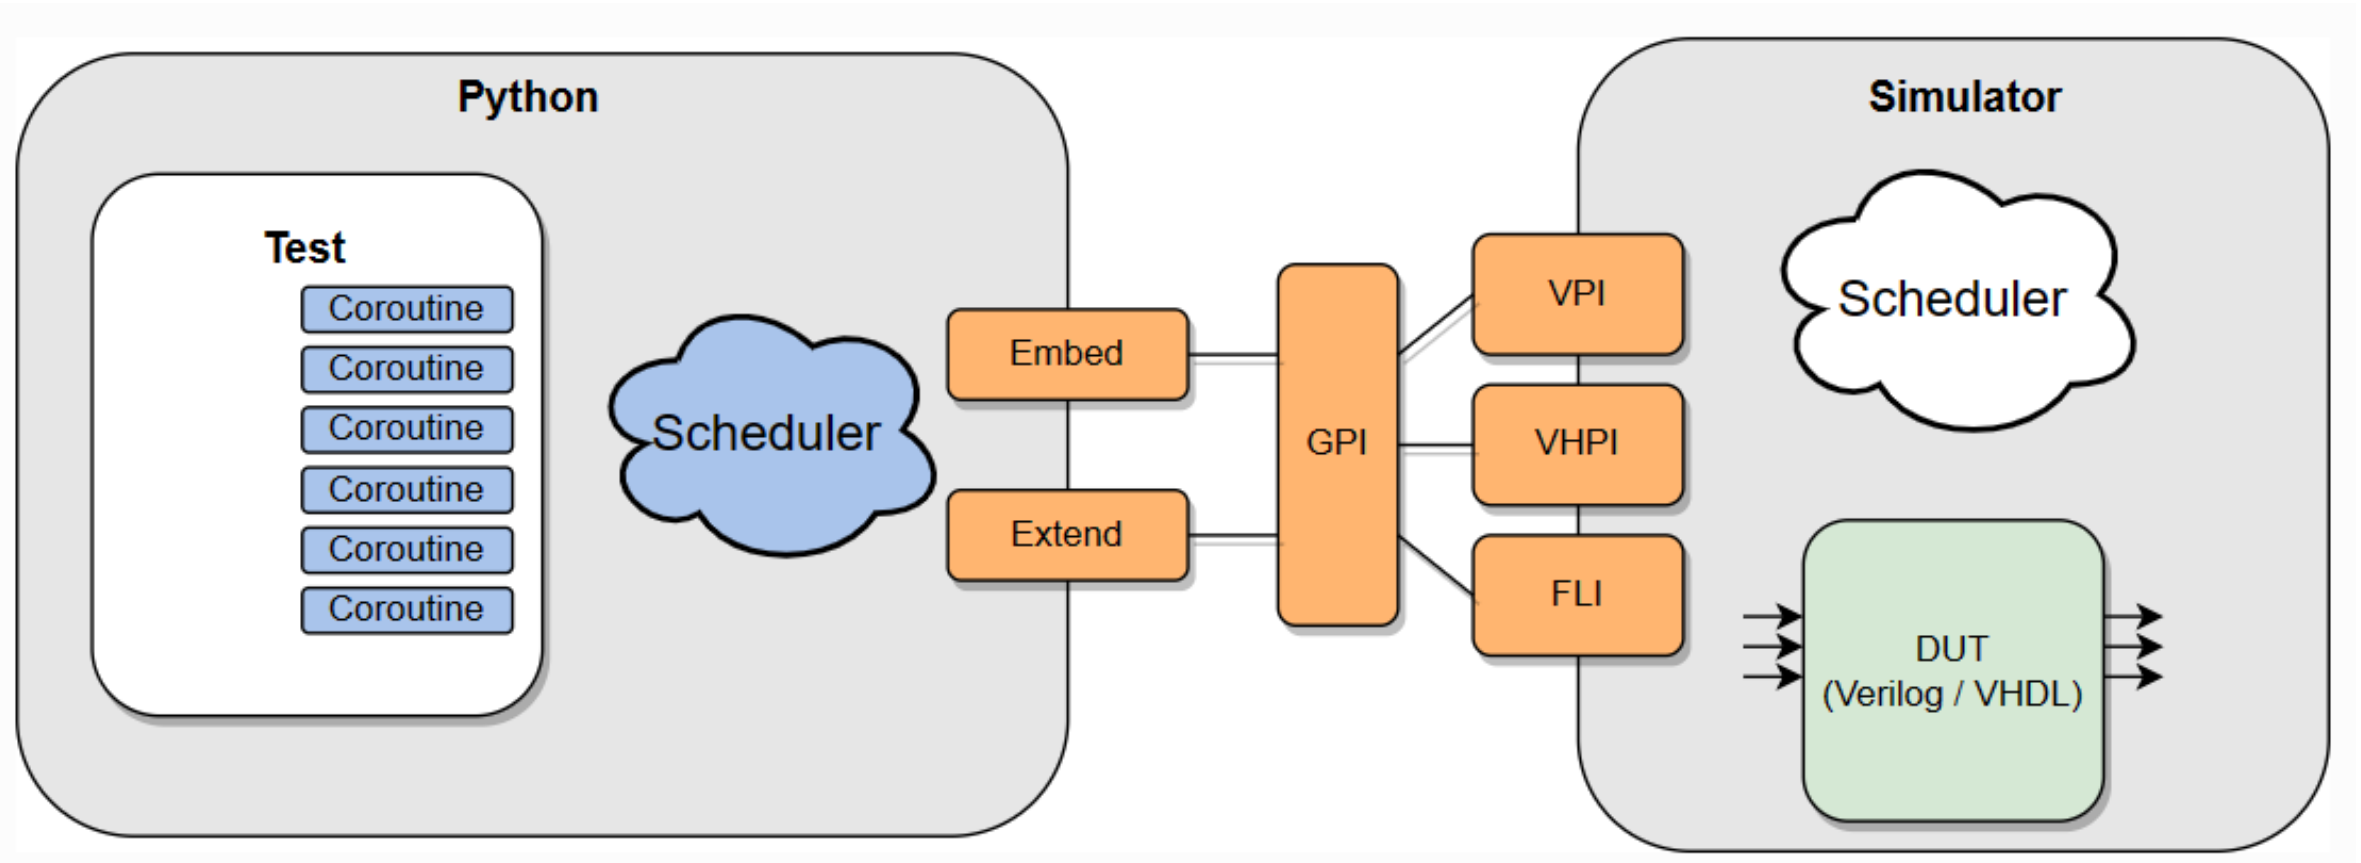 Python
Test
Coroutine
Coroutine
Coroutine
Coroutine
Coroutine
Coroutine
Scheduler
Embed
Extend
GPI
VPI
VHPI
FLI
Simulator
Scheduler
DUT
(Verilog / VHDL)